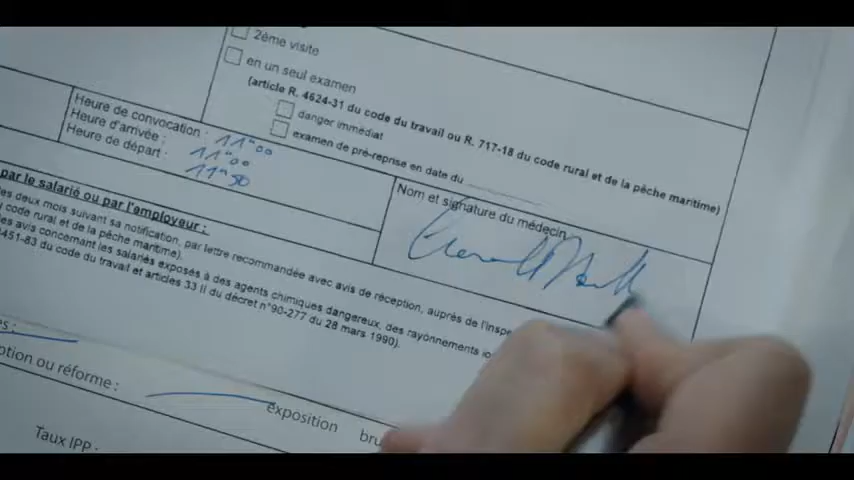 2ème visite
en un seul examen
(article R. 4624-31 du code du travail ou R. 717-18 du code rural et de la pêche maritime)
danger immédiat
examen de pré-reprise en date du
Heure de convocation : 11h00
Heure d'arrivée : 11h00
Heure de départ : 11h30
Nom et signature du médecin
par le salarié ou par l'employeur :
es deux mois suivant sa notification, par lettre recommandée avec avis de réception, auprès de l'inspe
code rural et de la pêche maritime).
es avis concernant les salariés exposés à des agents chimiques dangereux, des rayonnements io
451-83 du code du travail et articles 33 II du décret n°90-277 du 28 mars 1990).
es :
ption ou réforme :
exposition bru
Taux IPP :